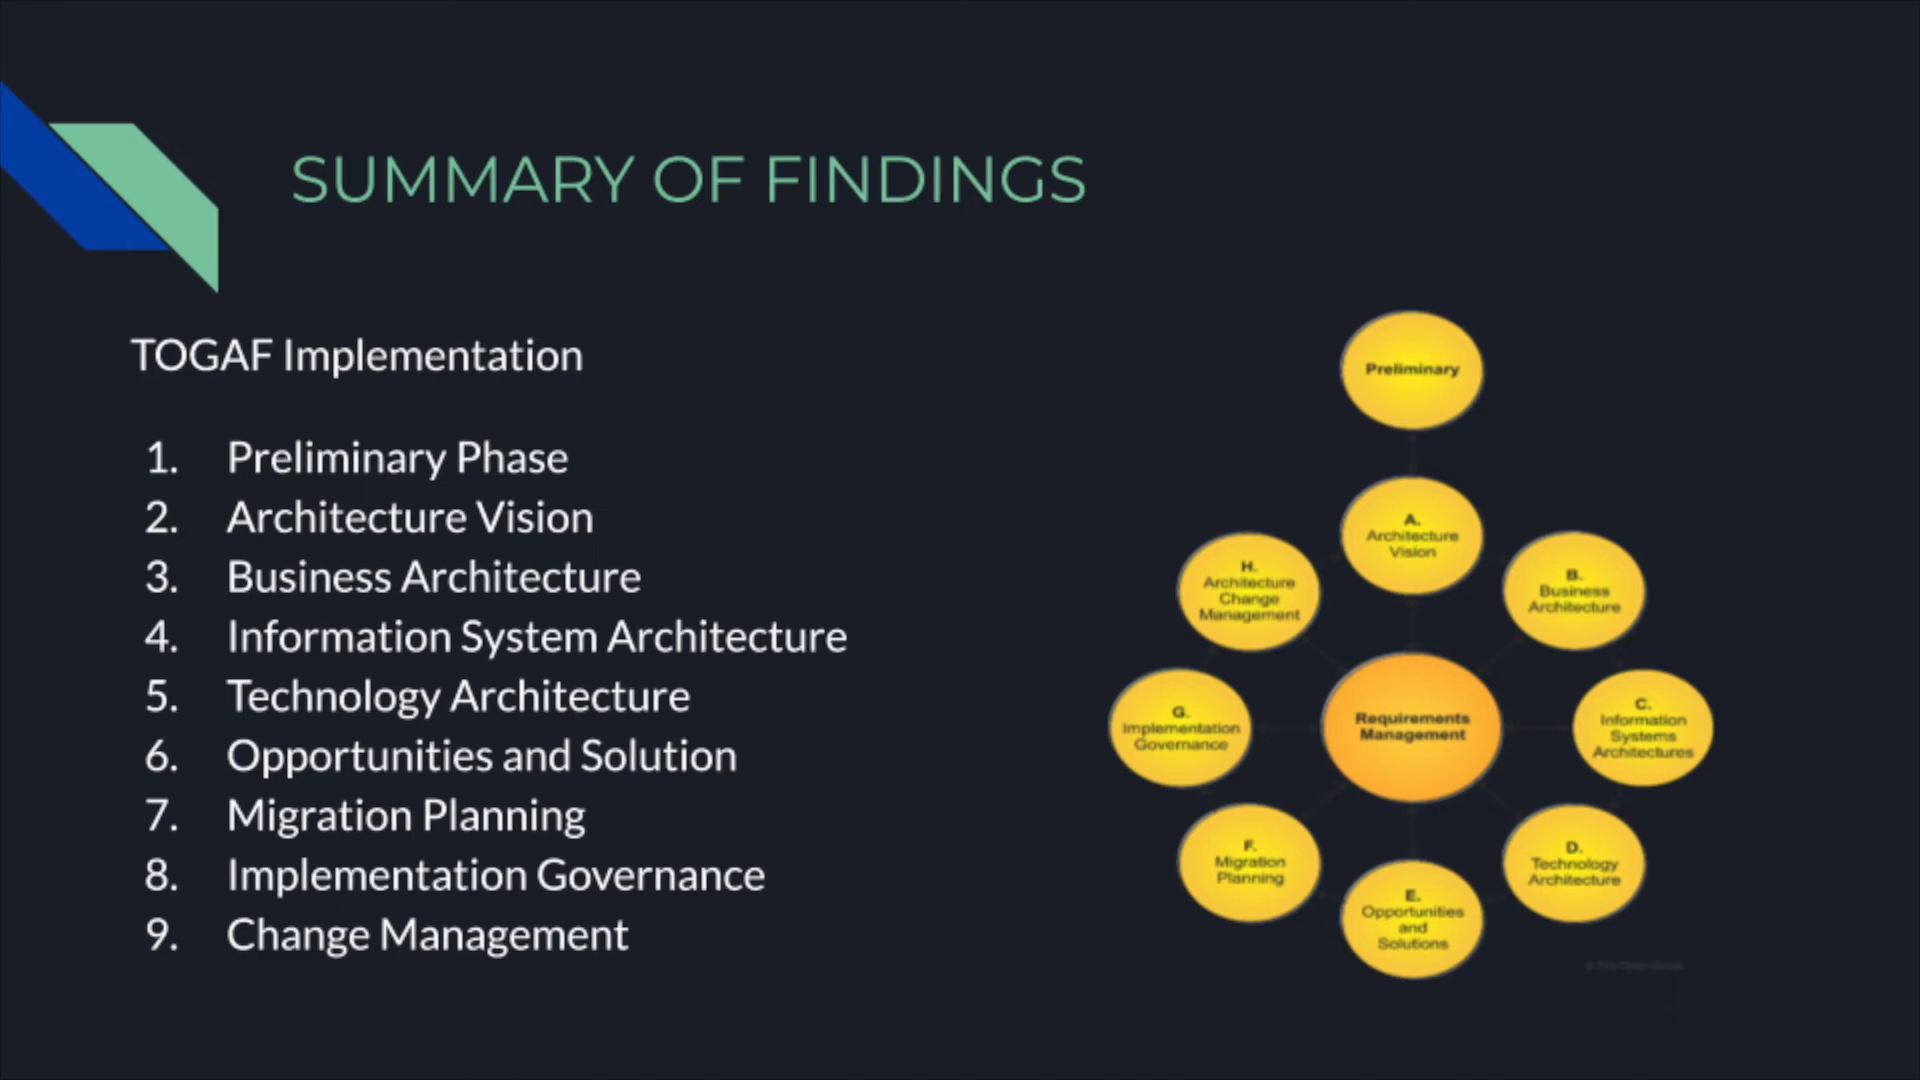 SUMMARY OF FINDINGS
TOGAF Implementation
1. Preliminary Phase
2. Architecture Vision
3. Business Architecture
4. Information System Architecture
5. Technology Architecture
6. Opportunities and Solution
7. Migration Planning
8. Implementation Governance
9. Change Management
Preliminary
A.
Architecture
Vision
B.
Business
Architecture
C.
Information
Systems
Architectures
D.
Technology
Architecture
E.
Opportunities
and
Solutions
F.
Migration
Planning
G.
Implementation
Governance
H.
Architecture
Change
Management
Requirements
Management